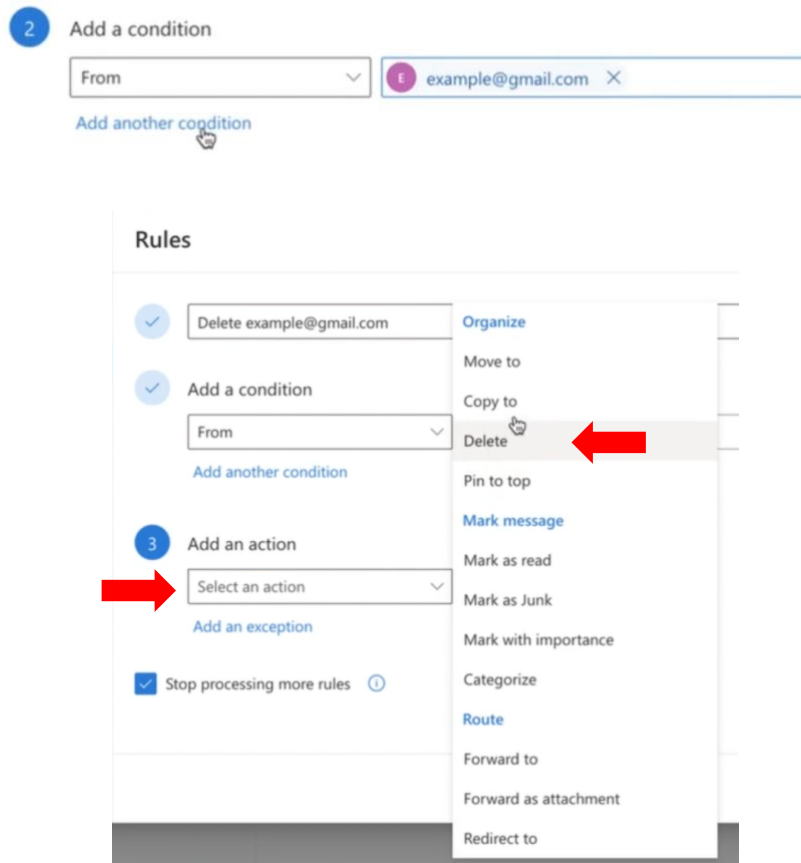 2
Add a condition
From
E
example@gmail.com
Add another condition
Rules
Delete example@gmail.com
Add a condition
From
Add another condition
3
Add an action
Select an action
Add an exception
Stop processing more rules
Organize
Move to
Copy to
Delete
Pin to top
Mark message
Mark as read
Mark as Junk
Mark with importance
Categorize
Route
Forward to
Forward as attachment
Redirect to